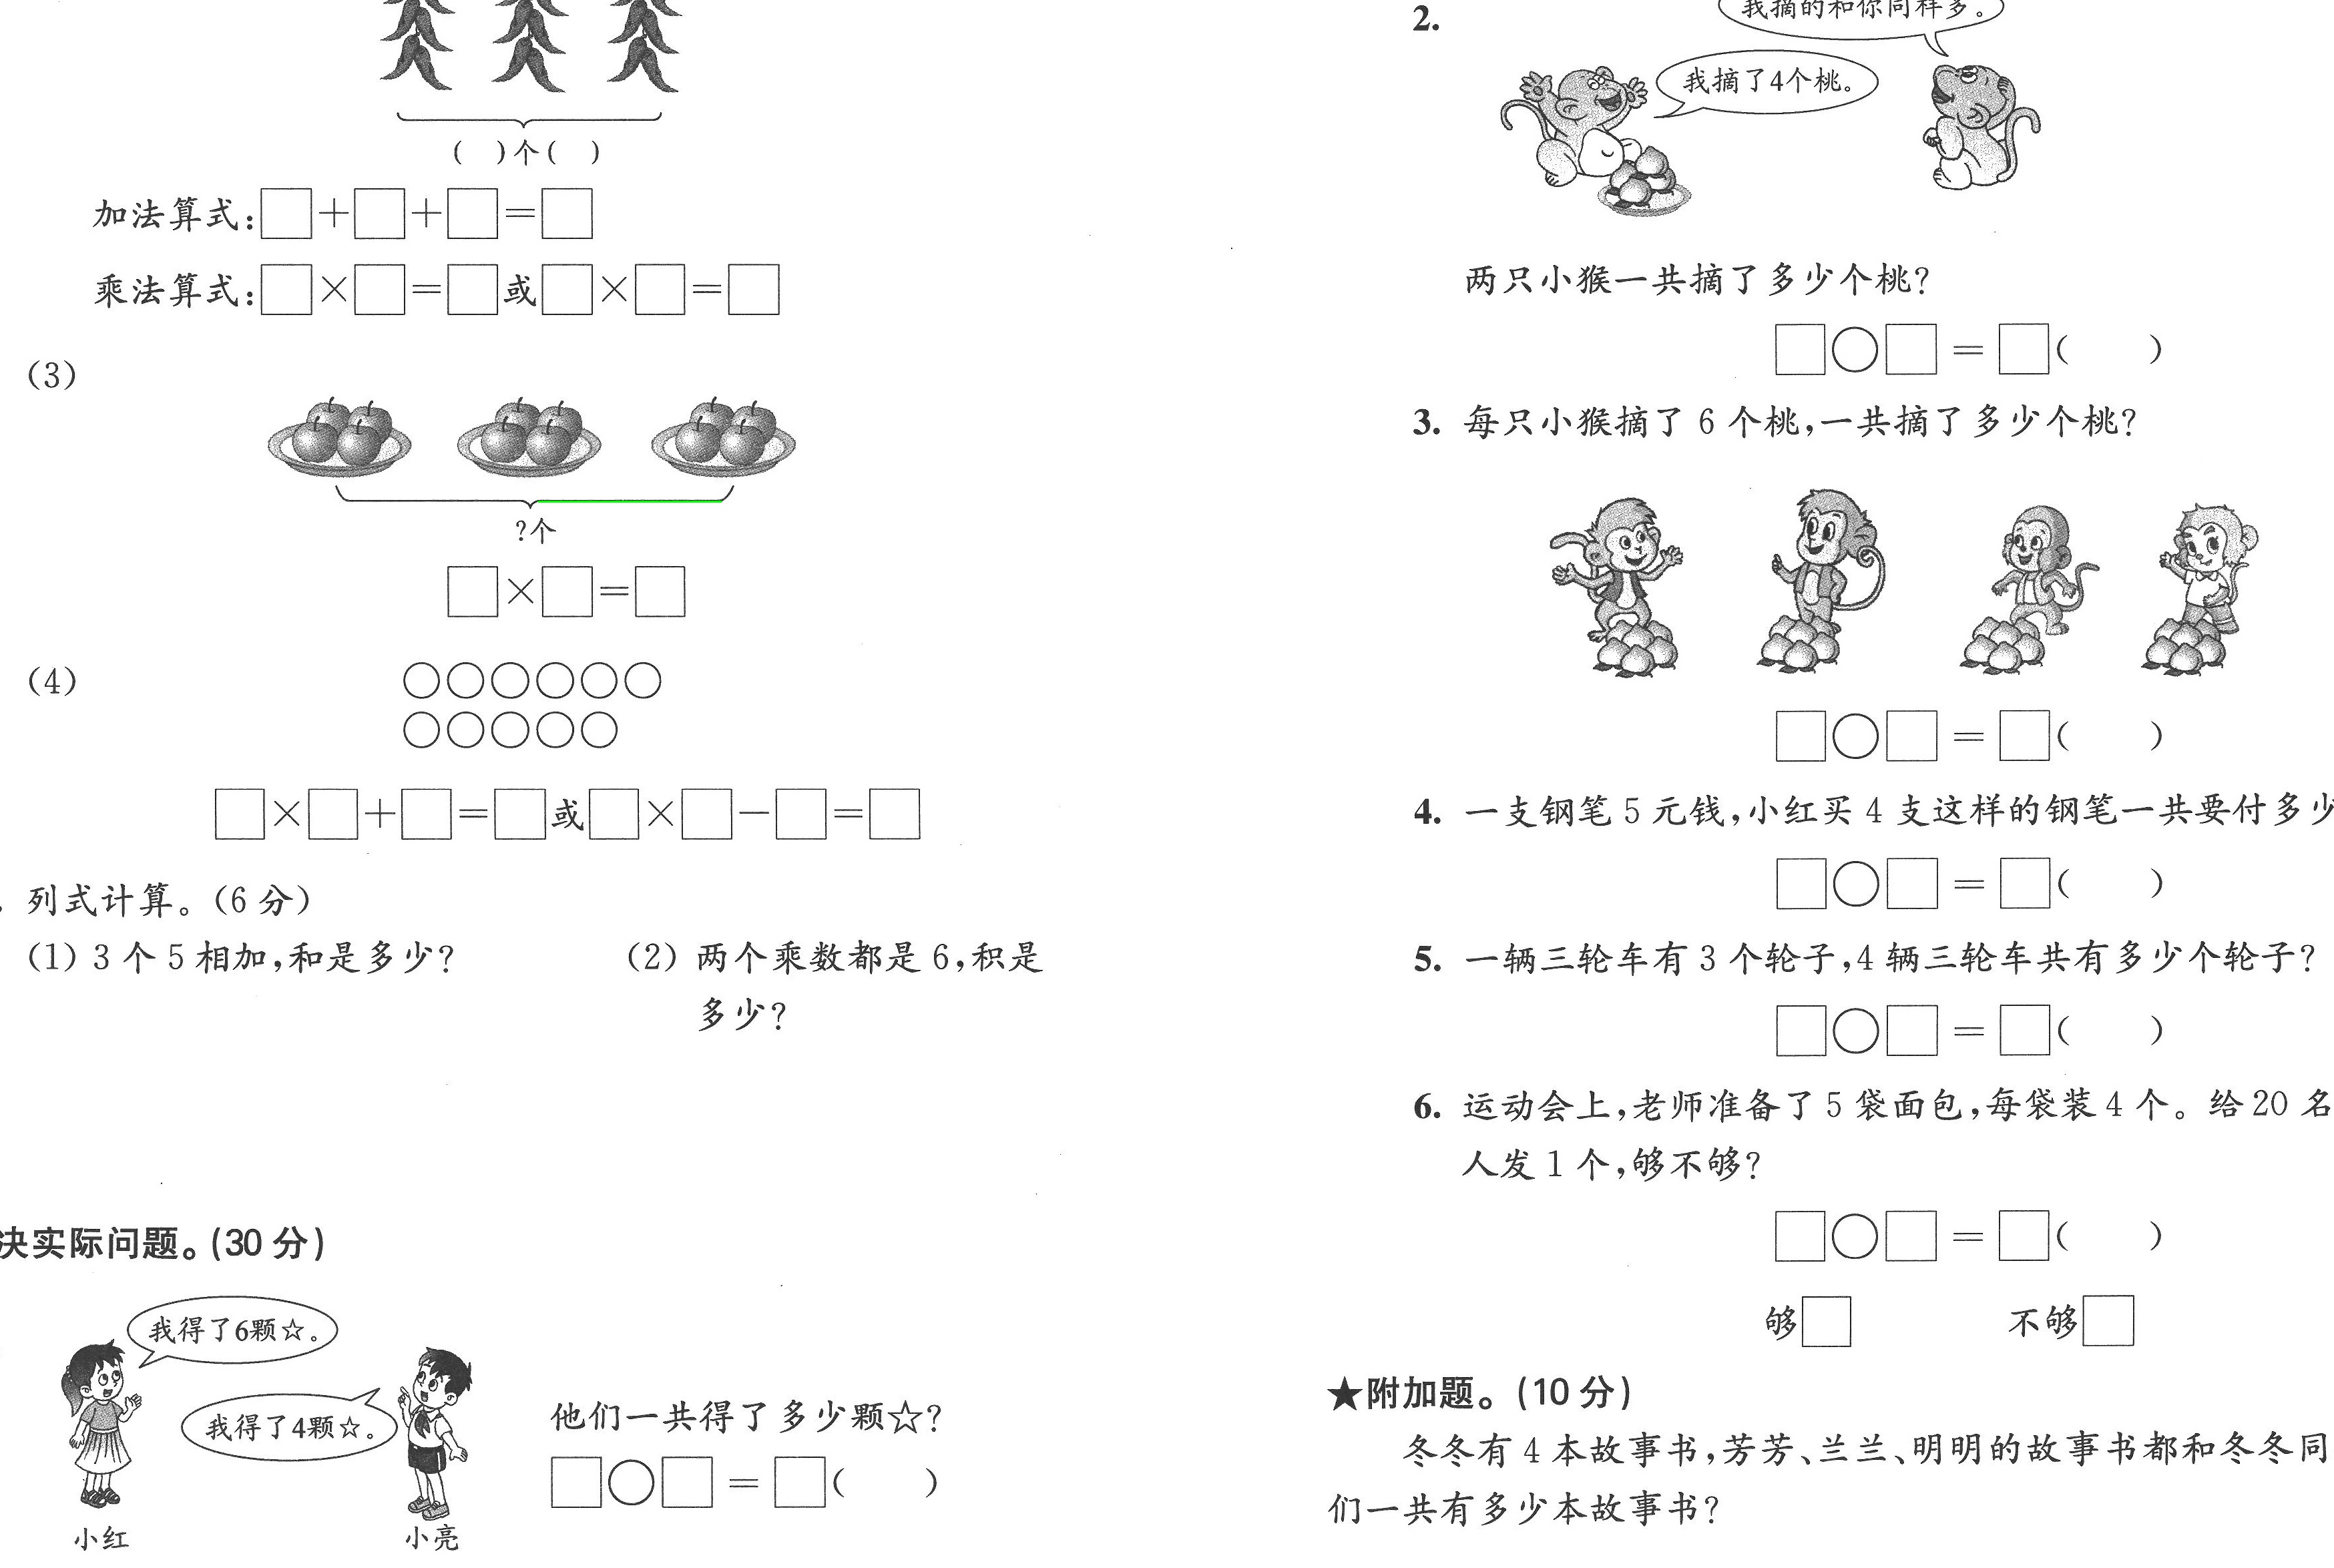 ( )个( )
加法算式:□+□+□=□
乘法算式:□×□=□或□×□=□
(3)
?个
□×□=□
(4)
□×□+□=□或□×□-□=□
列式计算。(6 分)
(1) 3 个 5 相加,和是多少?
(2) 两个乘数都是 6,积是
多少?
决实际问题。(30 分)
我得了6颗☆。
我得了4颗☆。
他们一共得了多少颗☆?
□○□=□( )
小红
小亮
2.
我摘的和你同样多。
我摘了4个桃。
两只小猴一共摘了多少个桃?
□○□=□( )
3. 每只小猴摘了 6 个桃,一共摘了多少个桃?
□○□=□( )
4. 一支钢笔 5 元钱,小红买 4 支这样的钢笔一共要付多少
□○□=□( )
5. 一辆三轮车有 3 个轮子,4 辆三轮车共有多少个轮子?
□○□=□( )
6. 运动会上,老师准备了 5 袋面包,每袋装 4 个。给 20 名
人发 1 个,够不够?
□○□=□( )
够□ 不够□
★附加题。(10 分)
冬冬有 4 本故事书,芳芳、兰兰、明明的故事书都和冬冬同
们一共有多少本故事书?